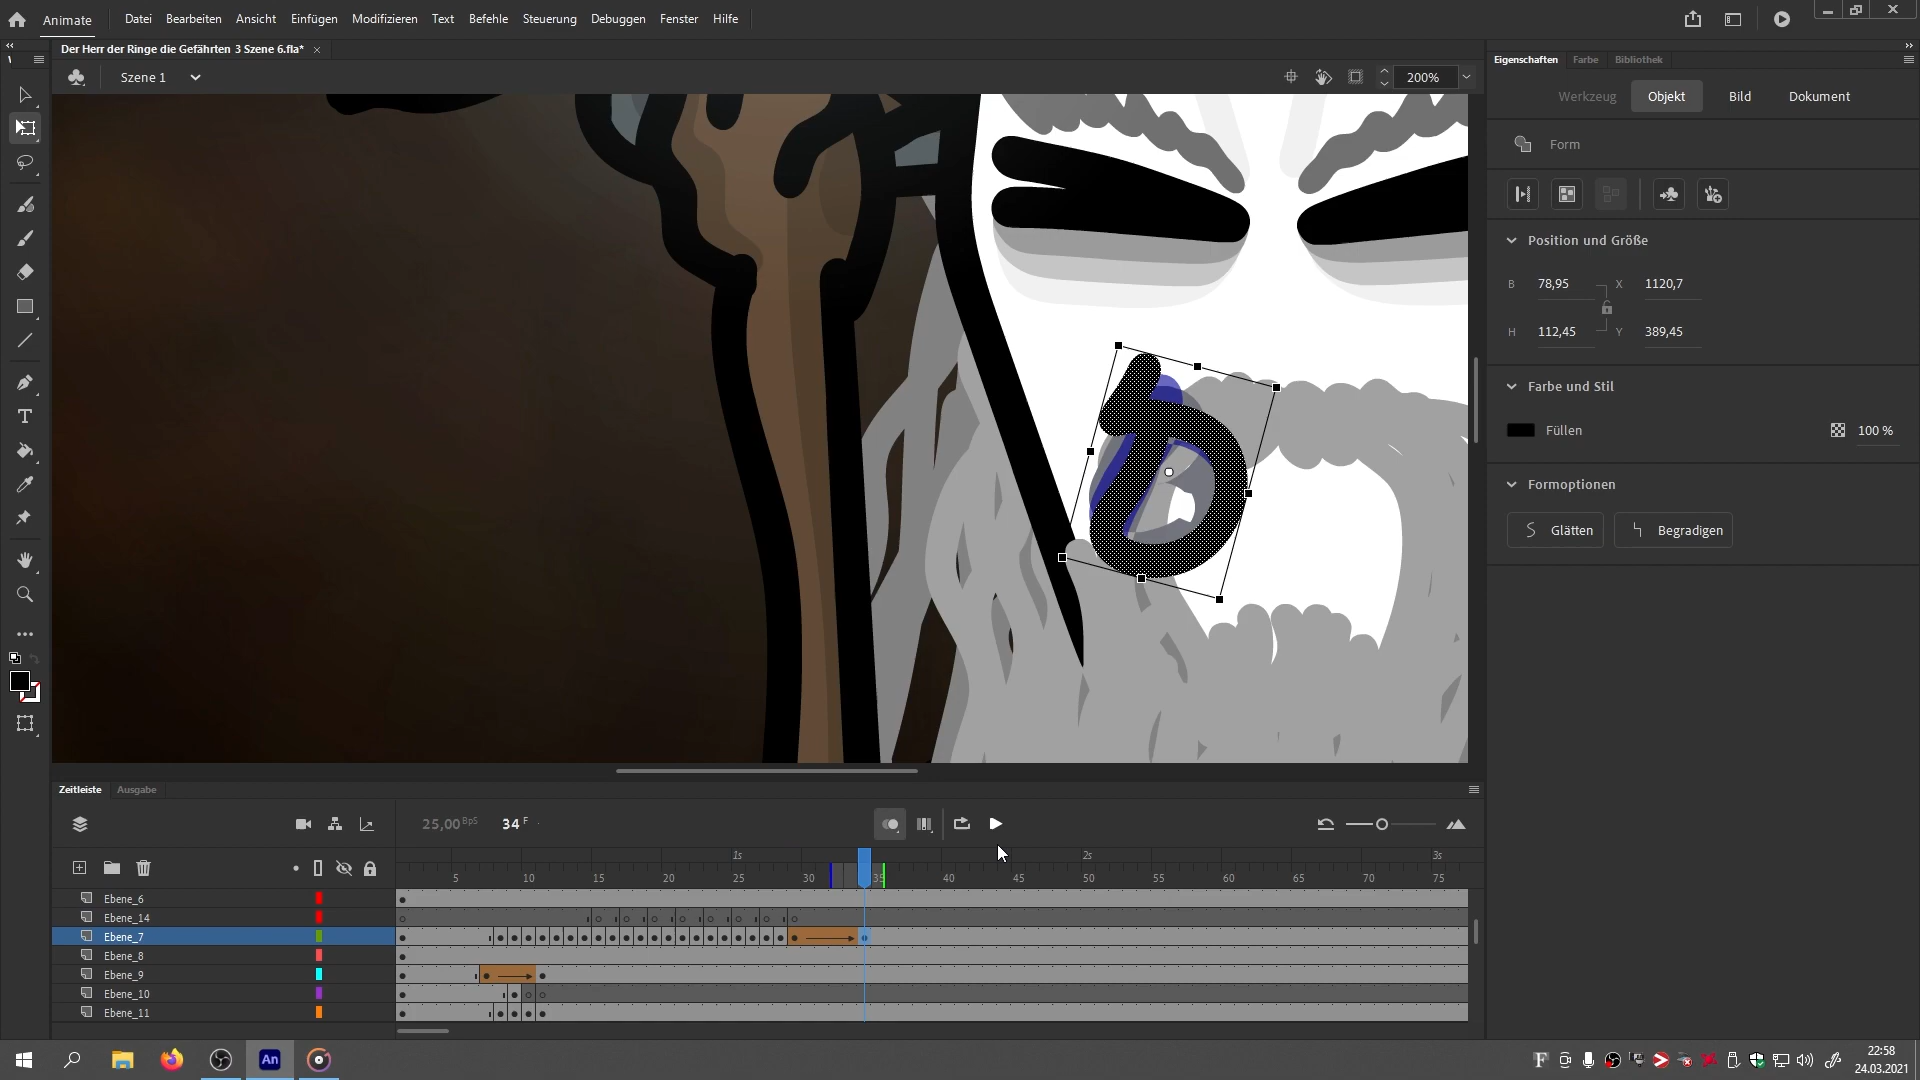 Animate Datei Bearbeiten Ansicht Einfügen Modifizieren Text Befehle Steuerung Debuggen Fenster Hilfe
Der Herr der Ringe die Gefährten 3 Szene 6.fla* ×
Szene 1
200%
Eigenschaften Farbe Bibliothek
Werkzeug Objekt Bild Dokument
Form
Position und Größe
B 78,95 X 1120,7
H 112,45 Y 389,45
Farbe und Stil
Füllen 100 %
Formoptionen
Glätten Begradigen
Zeitleiste Ausgabe
25,00 BpS 34 F
1s 2s 3s
5 10 15 20 25 30 35 40 45 50 55 60 65 70 75
Ebene_6
Ebene_14
Ebene_7
Ebene_8
Ebene_9
Ebene_10
Ebene_11
An
22:58
24.03.2021